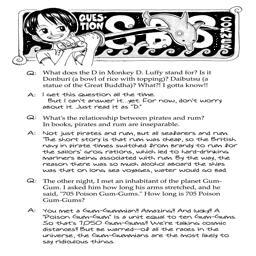 QUESTION
SBS
CORNER
Q: What does the D in Monkey D. Luffy stand for? Is it
Donburi (a bowl of rice with topping)? Daibutsu (a
statue of the Great Buddha)? What?! I gotta know!!
A: I get this question all the time.
But I can't answer it yet. For now, don't worry
about it. Just read it as "D."
Q: What's the relationship between pirates and rum?
In books, pirates and rum are inseparable.
A: Not just pirates and rum, but all seafarers and rum.
The short story is that rum was cheap, so the British
navy in pirate times switched from brandy to rum for
the sailors' grog rations, which led to hard-drinking
mariners being associated with rum. By the way, the
reason there was so much alcohol aboard the ships
was that on long sea voyages, water would go bad.
Q: The other night, I met an inhabitant of the planet Gum-
Gum. I asked him how long his arms stretched, and he
said, "705 Poison Gum-Gums." How long is 705 Poison
Gum-Gums?
A: You met a Gum-Gummian? Amazing! And lucky! A
"Poison Gum-Gum" is a unit equal to ten Gum-Gums.
So that's 7,050 Gum-Gums!! We're talking cosmic
distances!! But be warned--of all the races in the
universe, the Gum-Gummians are the most likely to
say ridiculous things.